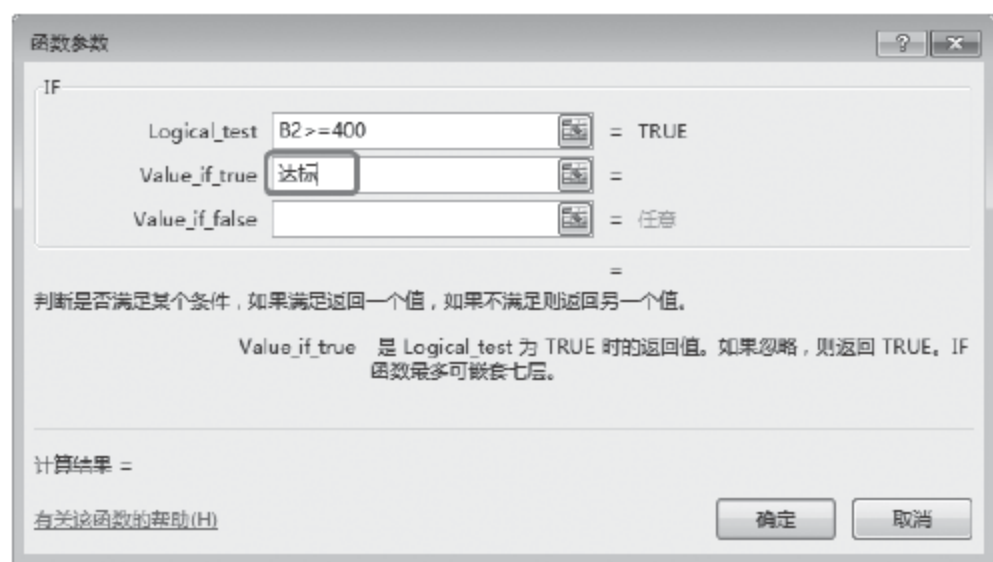 函数参数
IF
Logical_test B2>=400 = TRUE
Value_if_true 达标 =
Value_if_false = 任意
=
判断是否满足某个条件，如果满足返回一个值，如果不满足则返回另一个值。
Value_if_true 是 Logical_test 为 TRUE 时的返回值。如果忽略，则返回 TRUE。IF
函数最多可嵌套七层。
计算结果 =
有关该函数的帮助(H) 确定 取消